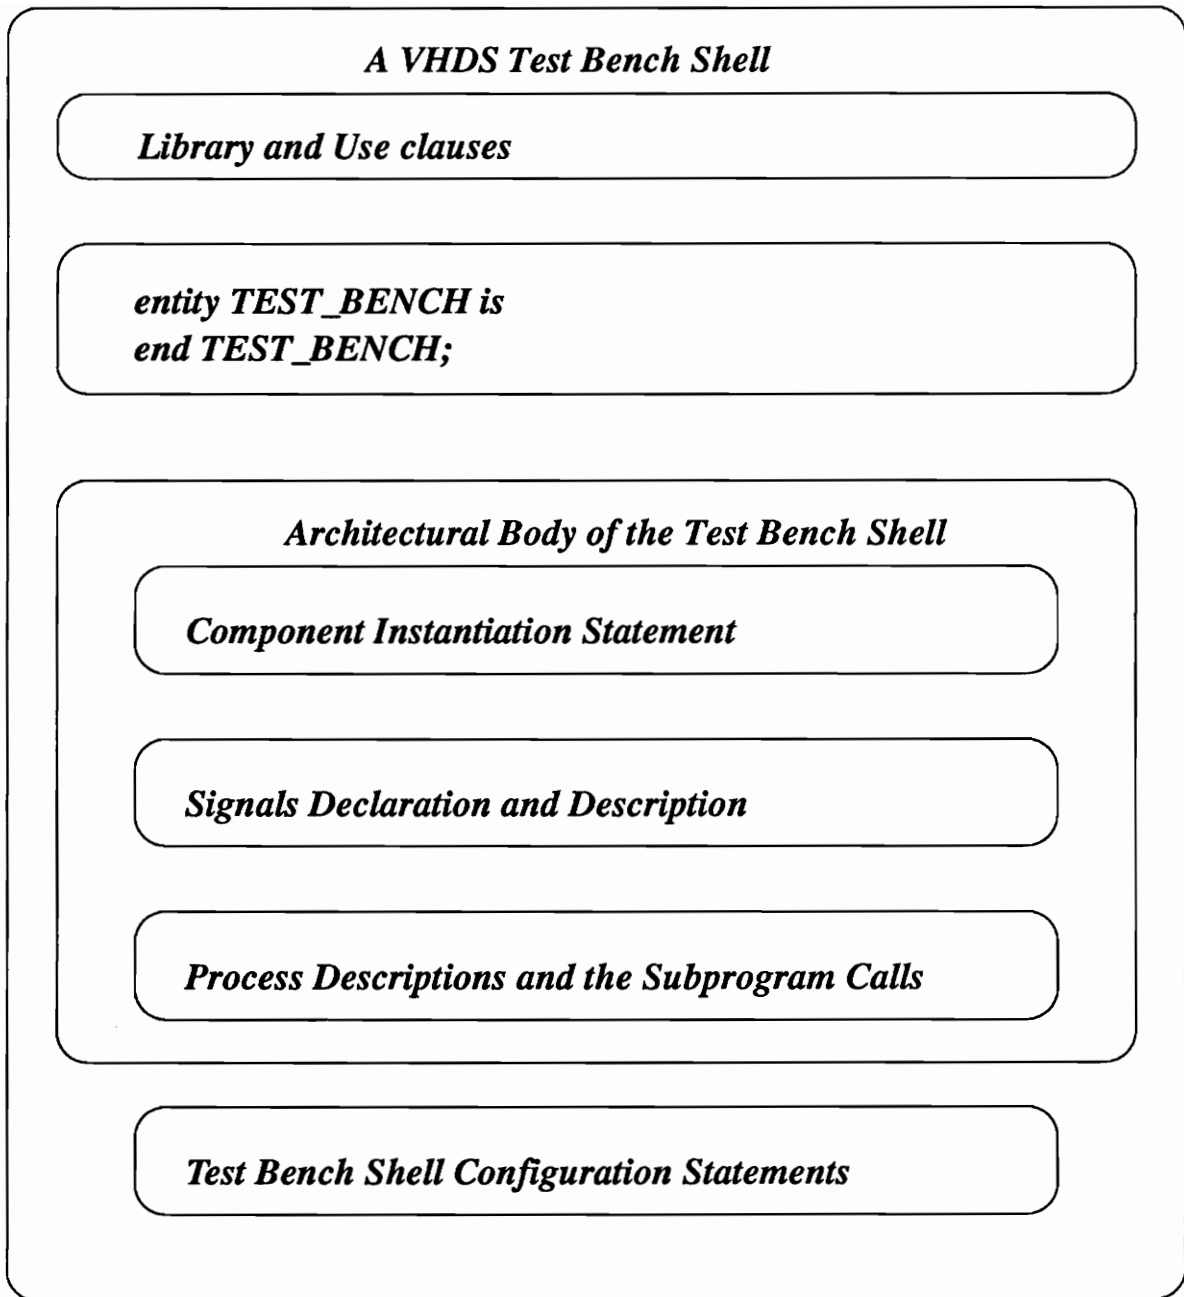 A VHDS Test Bench Shell
Library and Use clauses
entity TEST_BENCH is
end TEST_BENCH;
Architectural Body of the Test Bench Shell
Component Instantiation Statement
Signals Declaration and Description
Process Descriptions and the Subprogram Calls
Test Bench Shell Configuration Statements